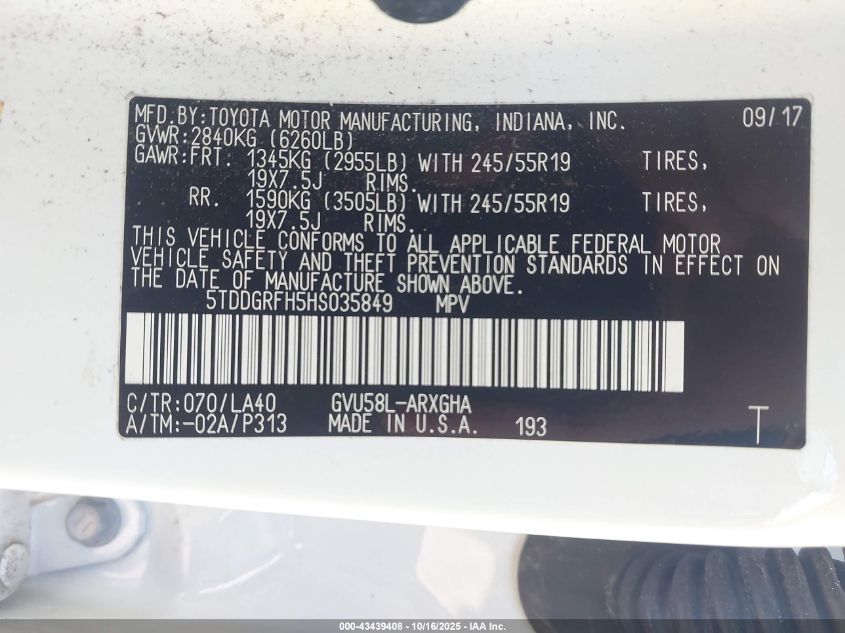 MFD.BY:TOYOTA MOTOR MANUFACTURING, INDIANA, INC. 09/17
GVWR:2840KG (6260LB)
GAWR:FRT. 1345KG (2955LB) WITH 245/55R19 TIRES,
19X7.5J RIMS.
RR. 1590KG (3505LB) WITH 245/55R19 TIRES,
19X7.5J RIMS.
THIS VEHICLE CONFORMS TO ALL APPLICABLE FEDERAL MOTOR
VEHICLE SAFETY AND THEFT PREVENTION STANDARDS IN EFFECT ON
THE DATE OF MANUFACTURE SHOWN ABOVE.
5TDDGRFH5HS035849 MPV
C/TR:070/LA40 GVU58L-ARXGHA
A/TM:-02A/P313 MADE IN U.S.A. 193 T
000-43439408 - 10/16/2025 - IAA Inc.